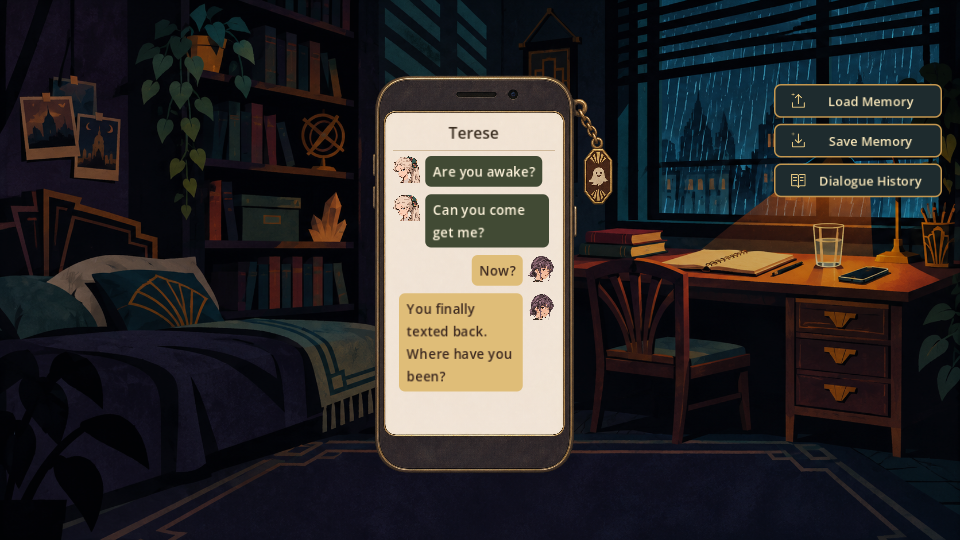 Terese
Are you awake?
Can you come
get me?
Now?
You finally
texted back.
Where have you
been?
Load Memory
Save Memory
Dialogue History